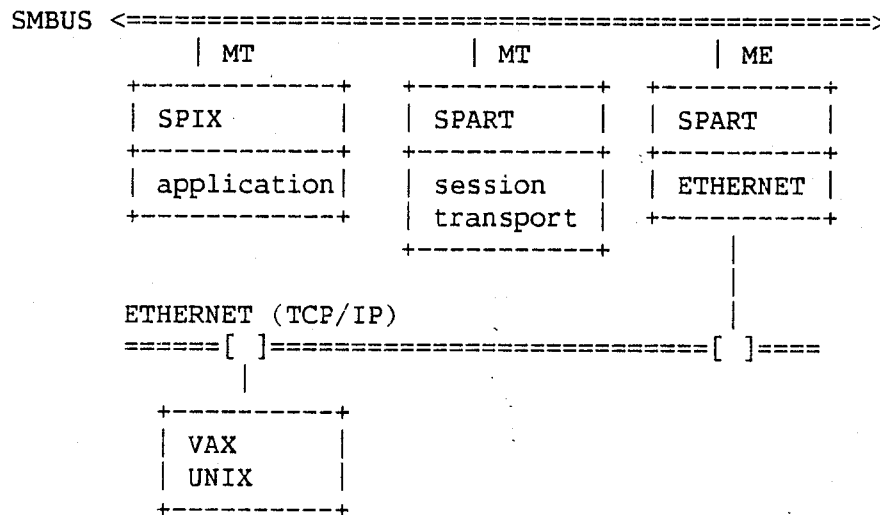 SMBUS <===============================================>
| MT | MT | ME
+-------------+ +------------+ +-----------+
| SPIX | | SPART | | SPART |
+-------------+ +------------+ +-----------+
| application| | session | | ETHERNET |
+-------------+ | transport | +-----------+
+------------+ |
|
ETHERNET (TCP/IP) |
======[ ]============================[ ]====
|
+-----------+
| VAX |
| UNIX |
+-----------+